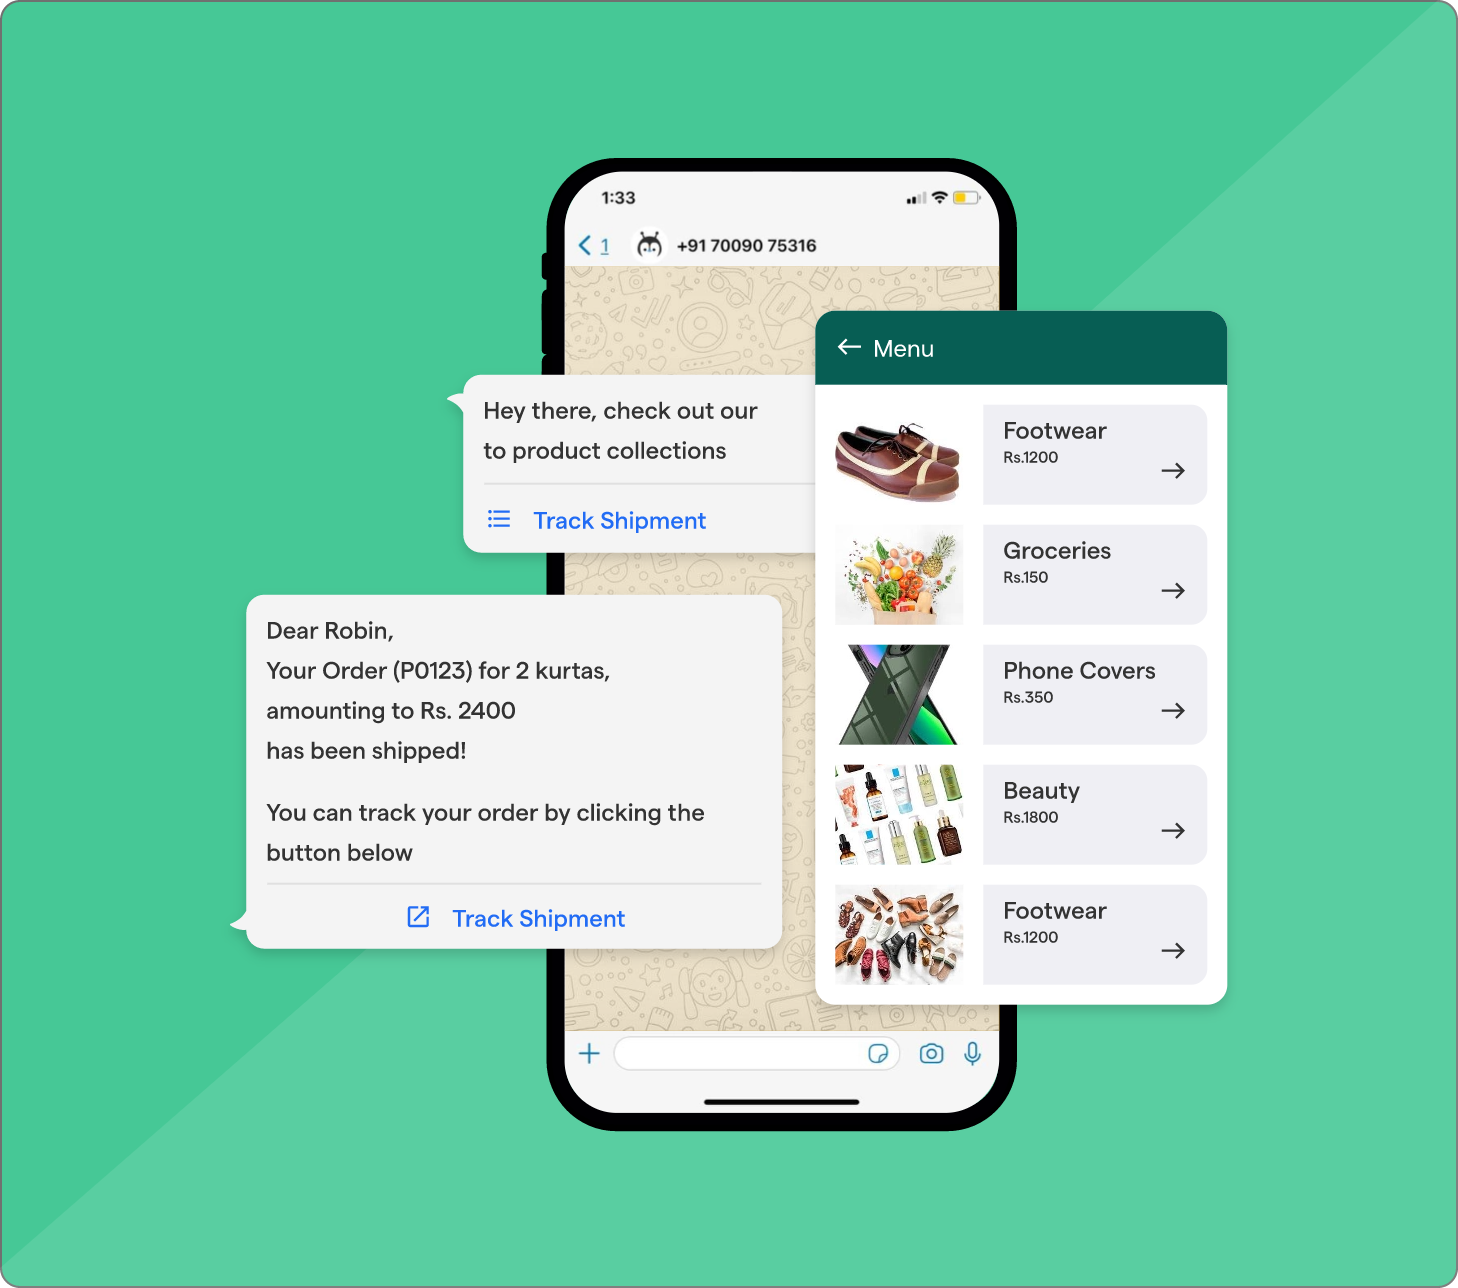 1:33
1
+91 70090 75316
Hey there, check out our
to product collections
Track Shipment
Dear Robin,
Your Order (P0123) for 2 kurtas,
amounting to Rs. 2400
has been shipped!
You can track your order by clicking the
button below
Track Shipment
Menu
Footwear
Rs.1200
Groceries
Rs.150
Phone Covers
Rs.350
Beauty
Rs.1800
Footwear
Rs.1200